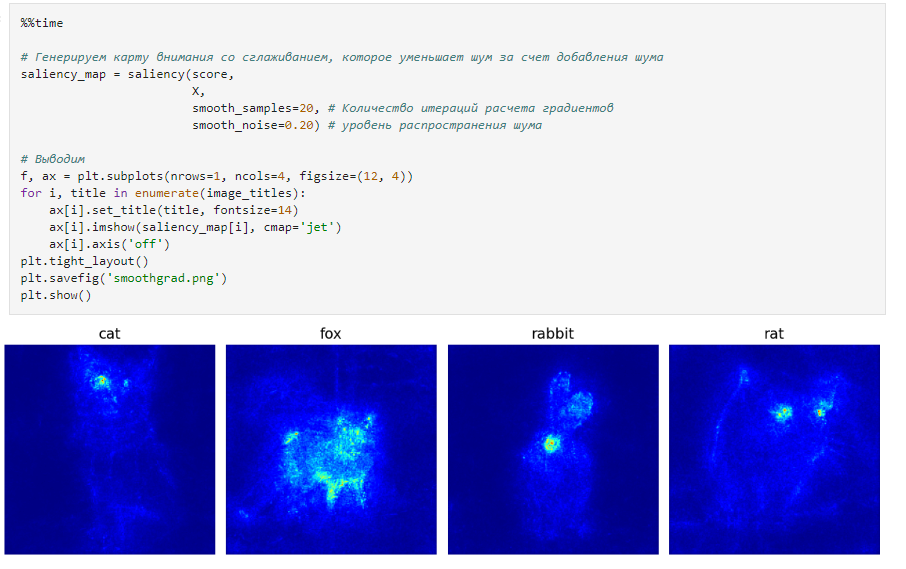 %%time
# Генерируем карту внимания со сглаживанием, которое уменьшает шум за счет добавления шума
saliency_map = saliency(score,
X,
smooth_samples=20, # Количество итераций расчета градиентов
smooth_noise=0.20) # уровень распространения шума
# Выводим
f, ax = plt.subplots(nrows=1, ncols=4, figsize=(12, 4))
for i, title in enumerate(image_titles):
ax[i].set_title(title, fontsize=14)
ax[i].imshow(saliency_map[i], cmap='jet')
ax[i].axis('off')
plt.tight_layout()
plt.savefig('smoothgrad.png')
plt.show()
cat fox rabbit rat